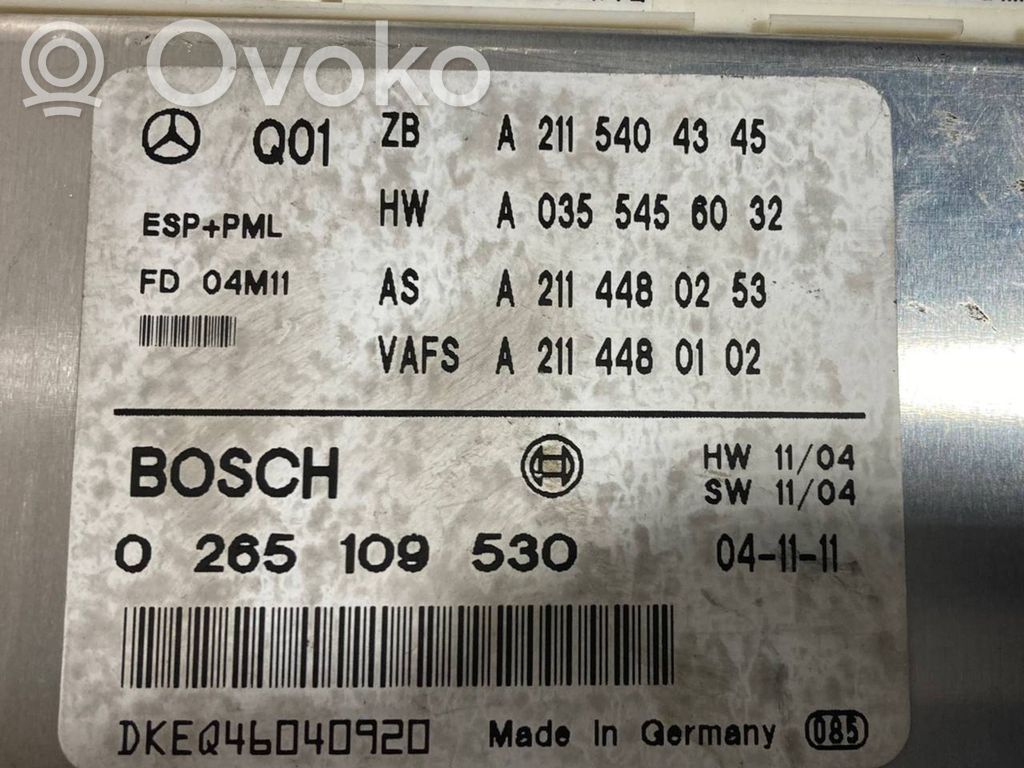 Ovoko
Q01 ZB A 211 540 43 45
HW A 035 545 60 32
ESP+PML
FD 04M11 AS A 211 448 02 53
VAFS A 211 448 01 02
BOSCH HW 11/04
SW 11/04
0 265 109 530 04-11-11
DKEQ46040920 Made in Germany 085